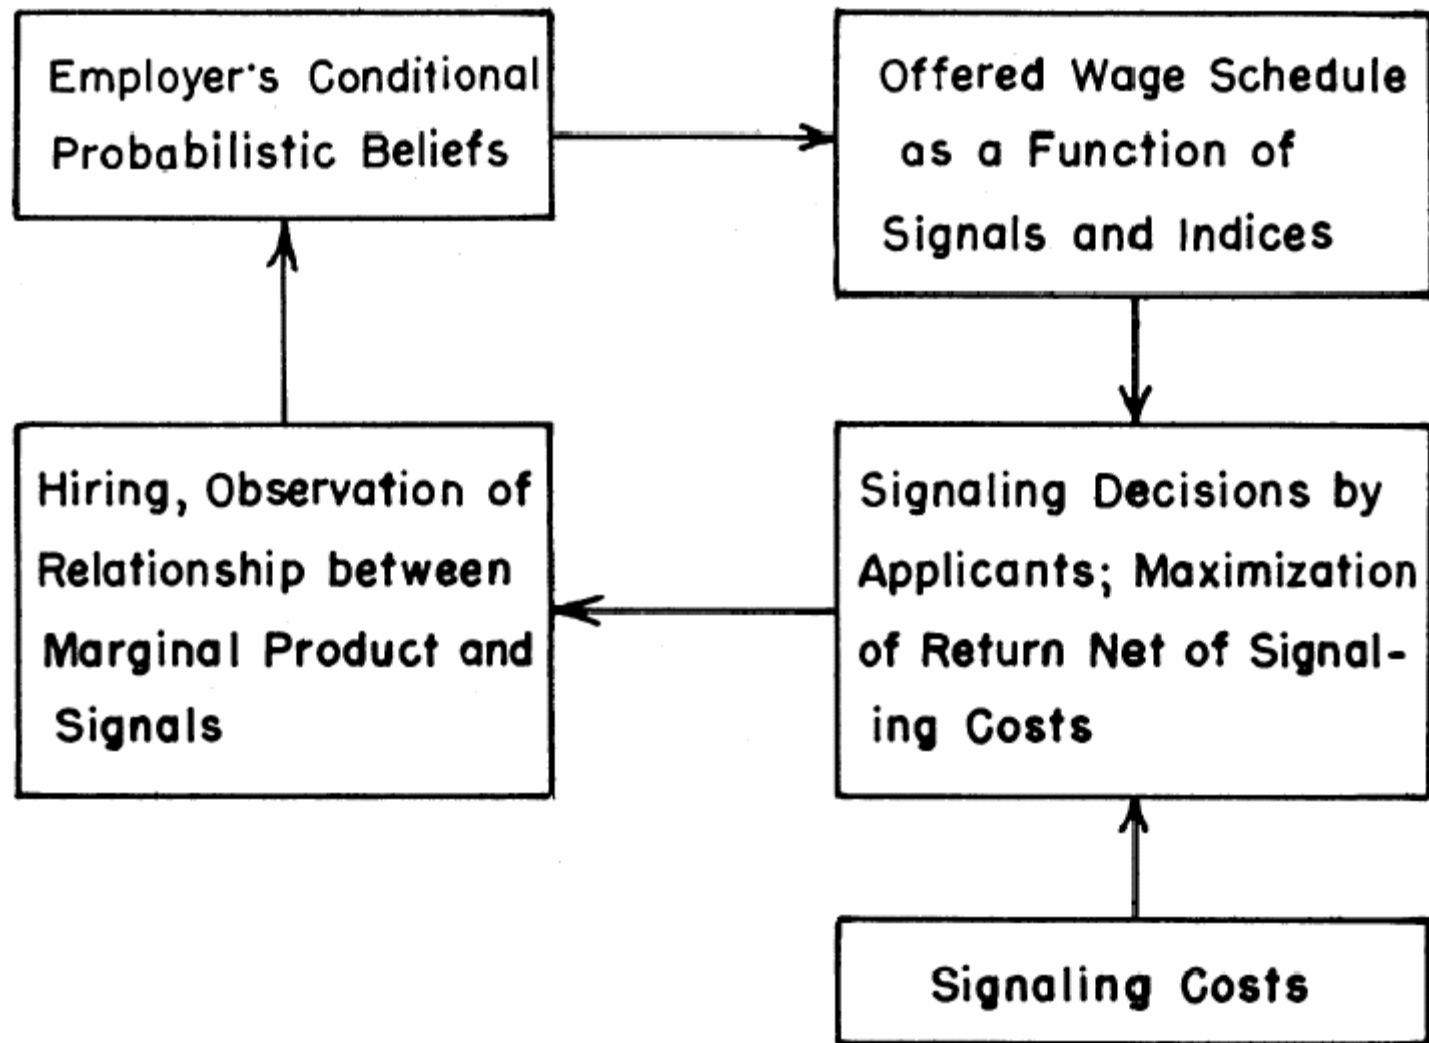 Employer's Conditional
Probabilistic Beliefs
Offered Wage Schedule
as a Function of
Signals and Indices
Hiring, Observation of
Relationship between
Marginal Product and
Signals
Signaling Decisions by
Applicants; Maximization
of Return Net of Signal-
ing Costs
Signaling Costs